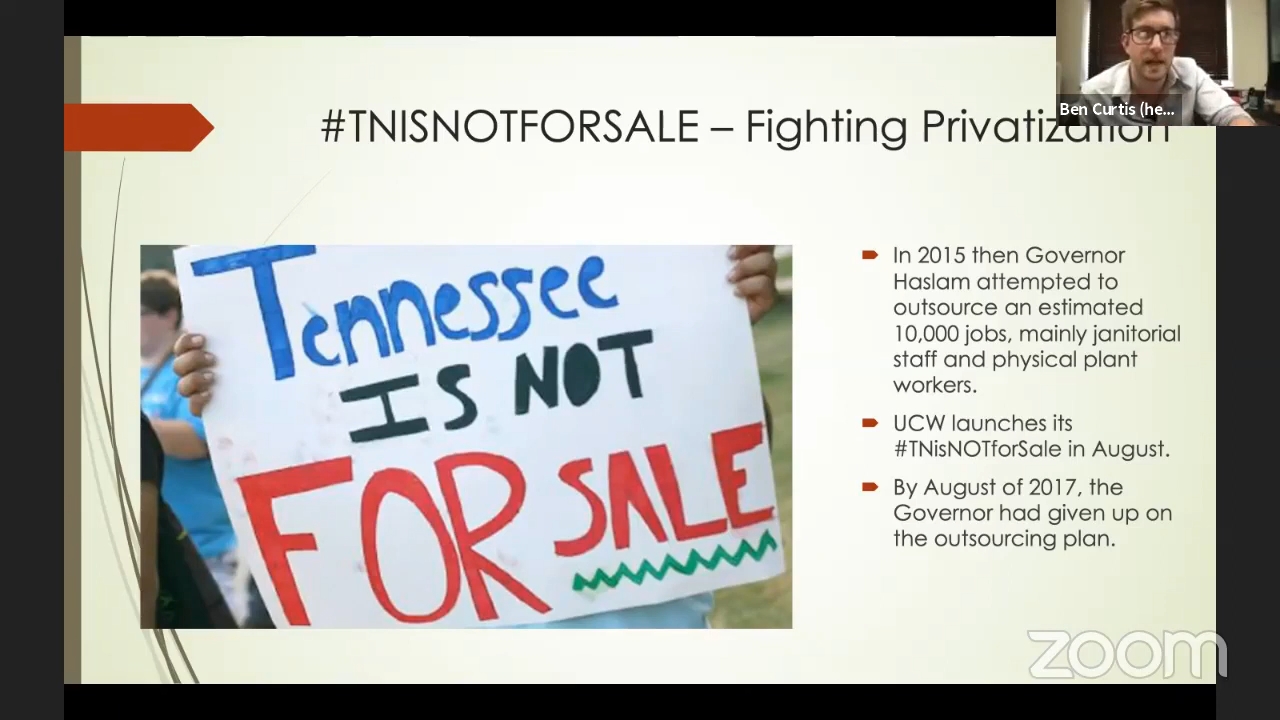 Ben Curtis (he...
#TNISNOTFORSALE – Fighting Privatization
Tennessee
IS NOT
FOR SALE
In 2015 then Governor
Haslam attempted to
outsource an estimated
10,000 jobs, mainly janitorial
staff and physical plant
workers.
UCW launches its
#TNisNOTforSale in August.
By August of 2017, the
Governor had given up on
the outsourcing plan.
zoom